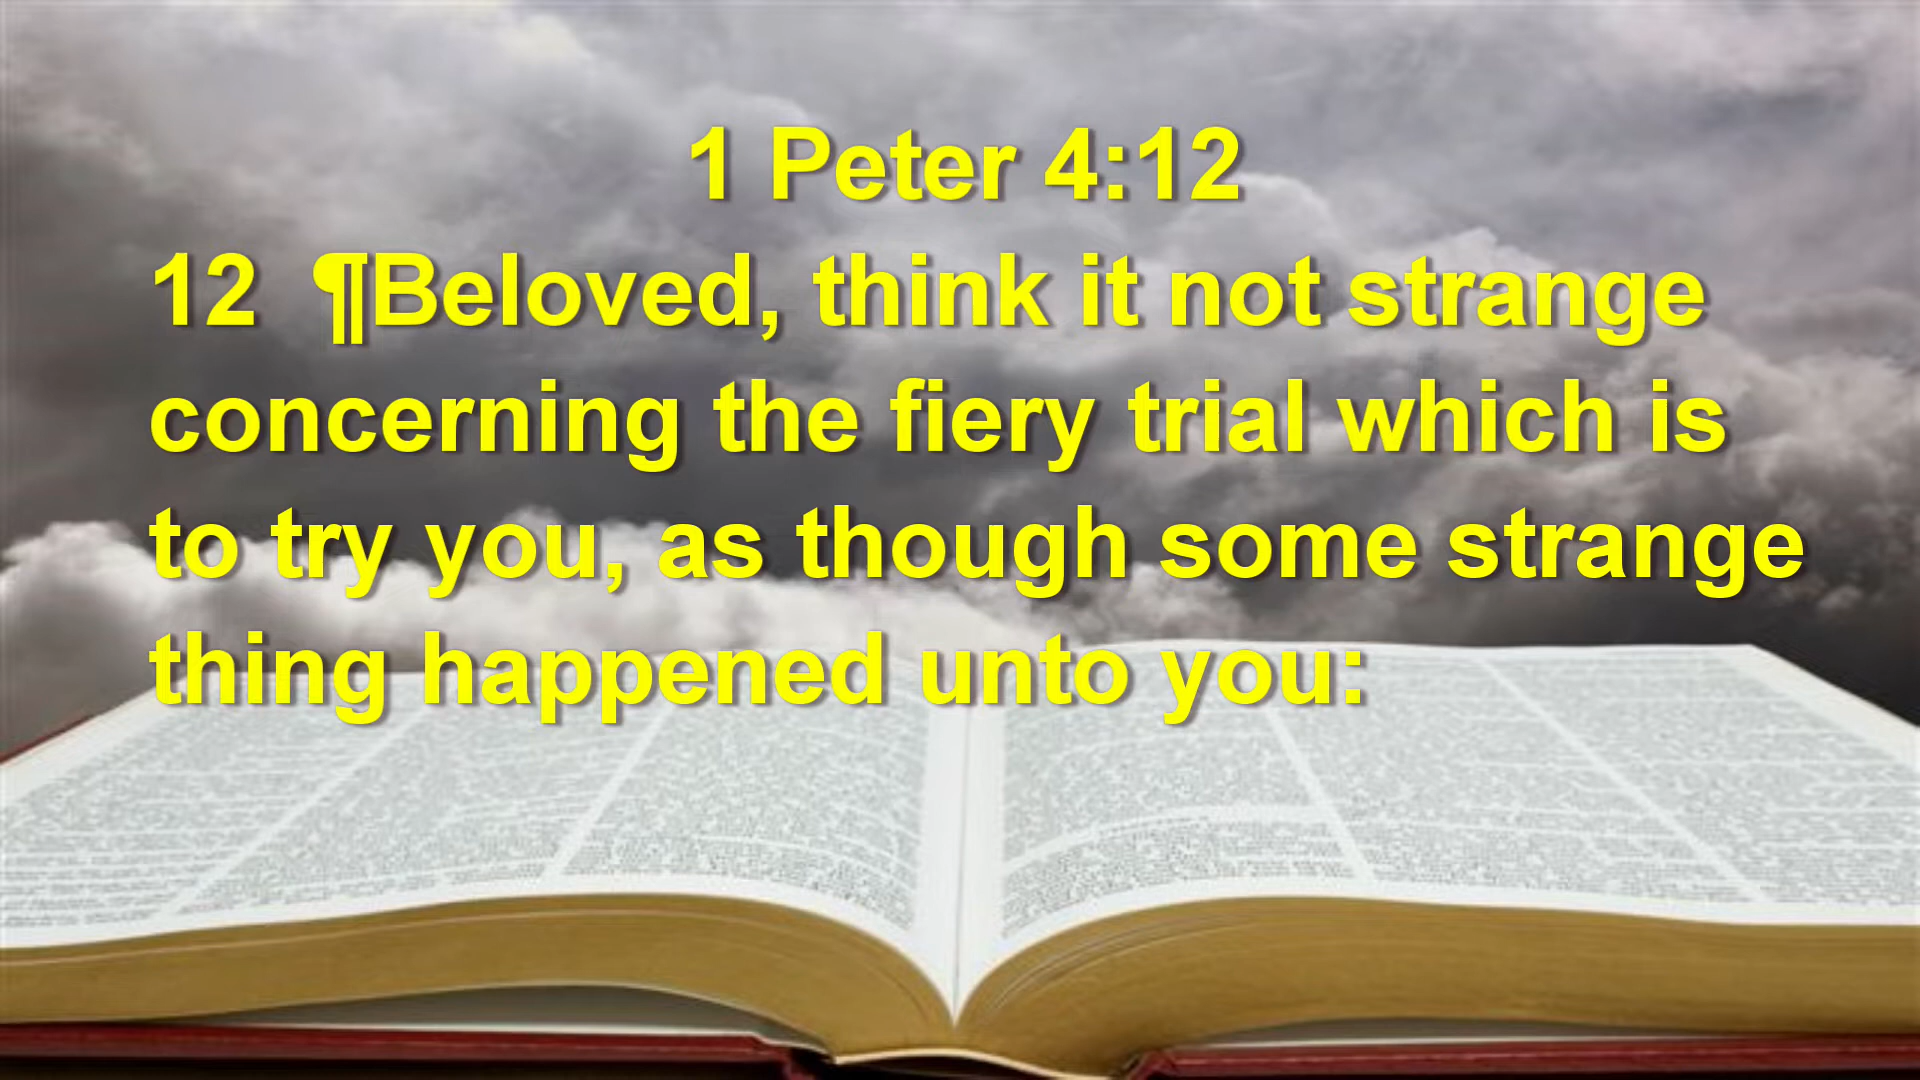 1 Peter 4:12
12 ¶Beloved, think it not strange
concerning the fiery trial which is
to try you, as though some strange
thing happened unto you: